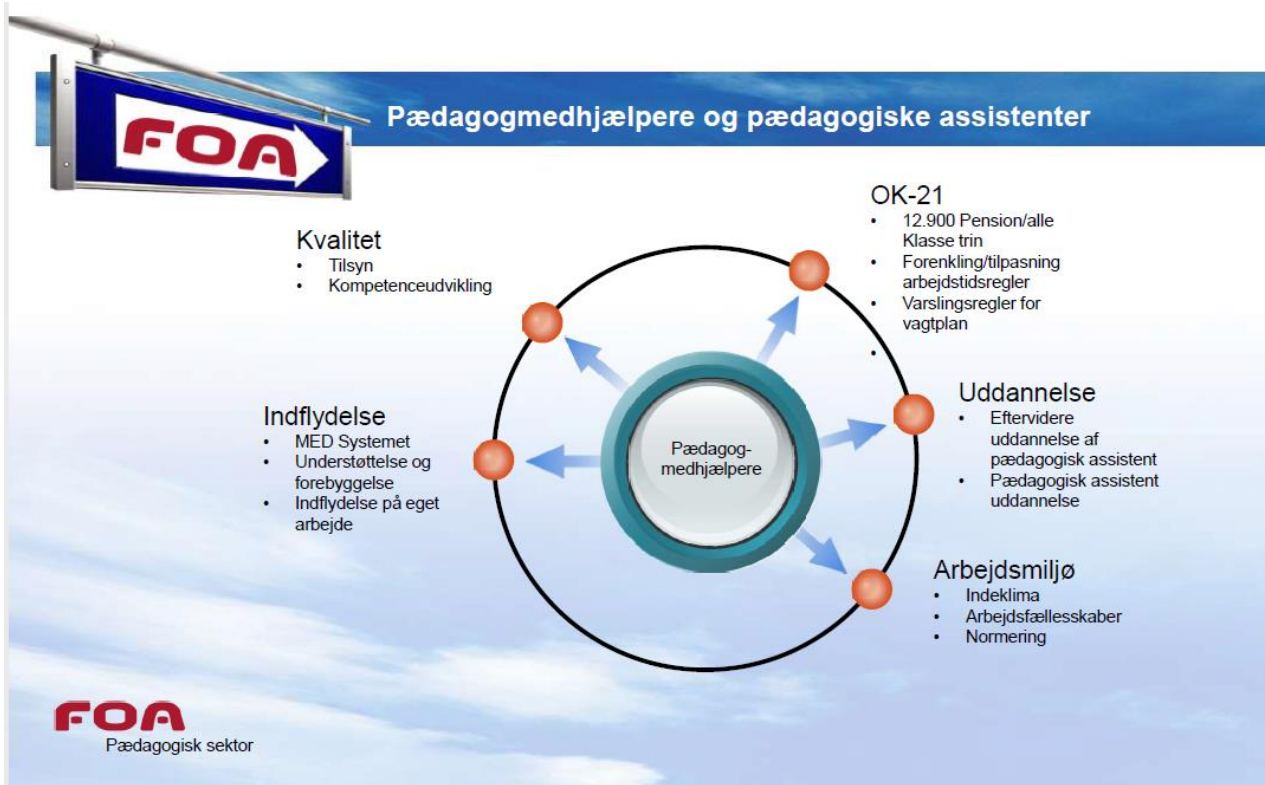 FOA
Pædagogmedhjælpere og pædagogiske assistenter
Kvalitet
• Tilsyn
• Kompetenceudvikling
OK-21
• 12.900 Pension/alle
Klasse trin
• Forenkling/tilpasning
arbejdstidsregler
• Varslingsregler for
vagtplan
•
Indflydelse
• MED Systemet
• Understøttelse og
forebyggelse
• Indflydelse på eget
arbejde
Pædagog-
medhjælpere
Uddannelse
• Eftervidere
uddannelse af
pædagogisk assistent
• Pædagogisk assistent
uddannelse
Arbejdsmiljø
• Indeklima
• Arbejdsfællesskaber
• Normering
FOA
Pædagogisk sektor